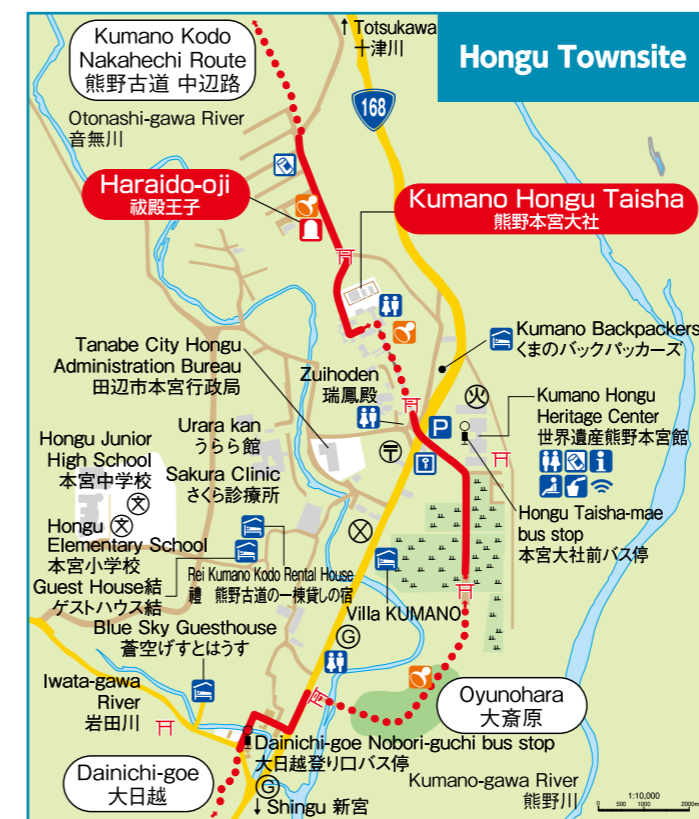 Hongu Townsite
Kumano Kodo
Nakahechi Route
熊野古道 中辺路
↑ Totsukawa
十津川
168
Otonashi-gawa River
音無川
Haraido-oji
祓殿王子
Kumano Hongu Taisha
熊野本宮大社
Kumano Backpackers
くまのバックパッカーズ
Tanabe City Hongu
Administration Bureau
田辺市本宮行政局
Zuihoden
瑞鳳殿
火
P
〒
Kumano Hongu
Heritage Center
世界遺産熊野本宮館
i
Urara kan
うらら館
Hongu Junior
High School
本宮中学校
文
Sakura Clinic
さくら診療所
Hongu
Elementary School
本宮小学校
文
Hongu Taisha-mae
bus stop
本宮大社前バス停
Rei Kumano Kodo Rental House
禮 熊野古道の一棟貸しの宿
Guest House結
ゲストハウス結
Villa KUMANO
Blue Sky Guesthouse
蒼空げすとはうす
G
Iwata-gawa
River
岩田川
Oyunohara
大斎原
Dainichi-goe Nobori-guchi bus stop
大日越登り口バス停
Dainichi-goe
大日越
G
↓ Shingu 新宮
Kumano-gawa River
熊野川
1:10,000
0 500 1000 2000m